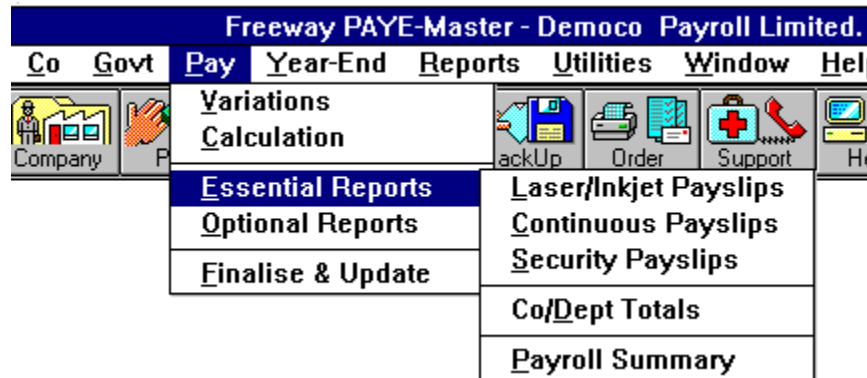 Freeway PAYE-Master - Democo Payroll Limited.
Co Govt Pay Year-End Reports Utilities Window Hel
Company P ackUp Order Support H
Variations
Calculation
Essential Reports
Optional Reports
Finalise & Update
Laser/Inkjet Payslips
Continuous Payslips
Security Payslips
Co/Dept Totals
Payroll Summary